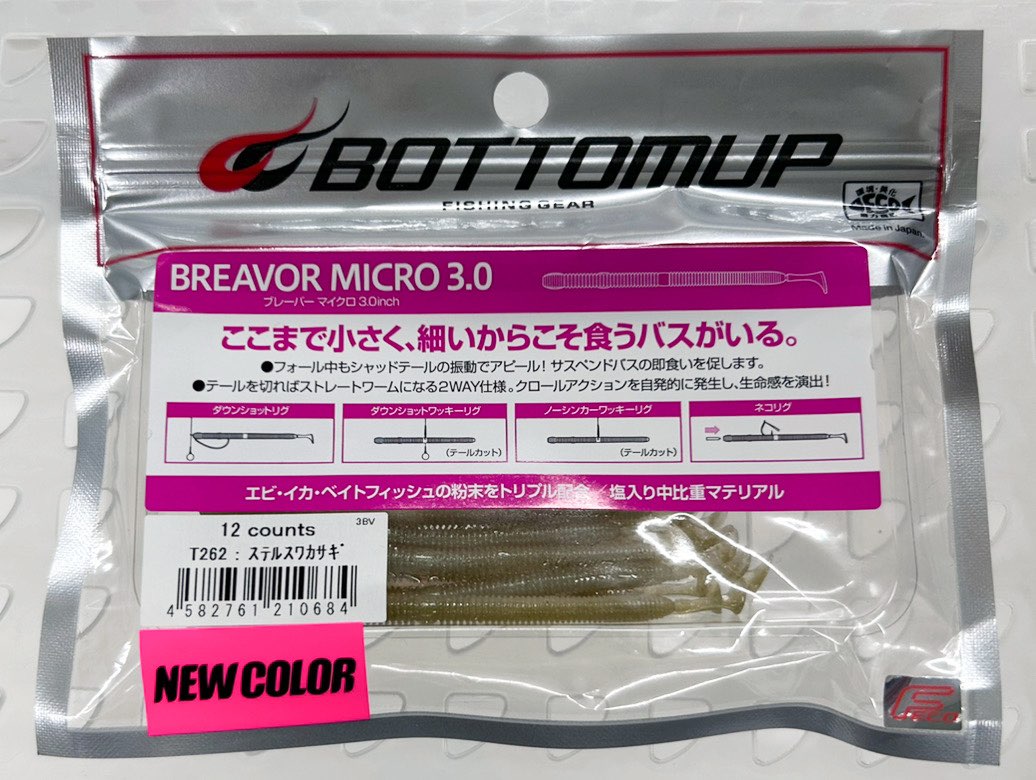 BOTTOMUP
FISHING GEAR
環境・美化
Made in Japan
BREAVOR MICRO 3.0
ブレーバー マイクロ 3.0inch
ここまで小さく、細いからこそ食うバスがいる。
●フォール中もシャッドテールの振動でアピール!サスペンドバスの即食いを促します。
●テールを切ればストレートワームになる2WAY仕様。クロールアクションを自発的に発生し、生命感を演出!
ダウンショットリグ
ダウンショットワッキーリグ
(テールカット)
ノーシンカーワッキーリグ
(テールカット)
ネコリグ
エビ・イカ・ベイトフィッシュの粉末をトリプル配合/塩入り中比重マテリアル
12 counts
3BV
T262 : ステルスワカサギ
4 582761 210684
NEW COLOR
FECO